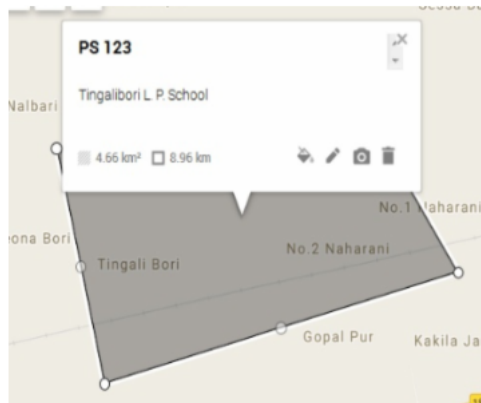 PS 123
Tingalibori L. P. School
Nalbari
4.66 km² 8.96 km
No.1 Naharani
eona Bori
No.2 Naharani
Tingali Bori
Gopal Pur
Kakila Ja